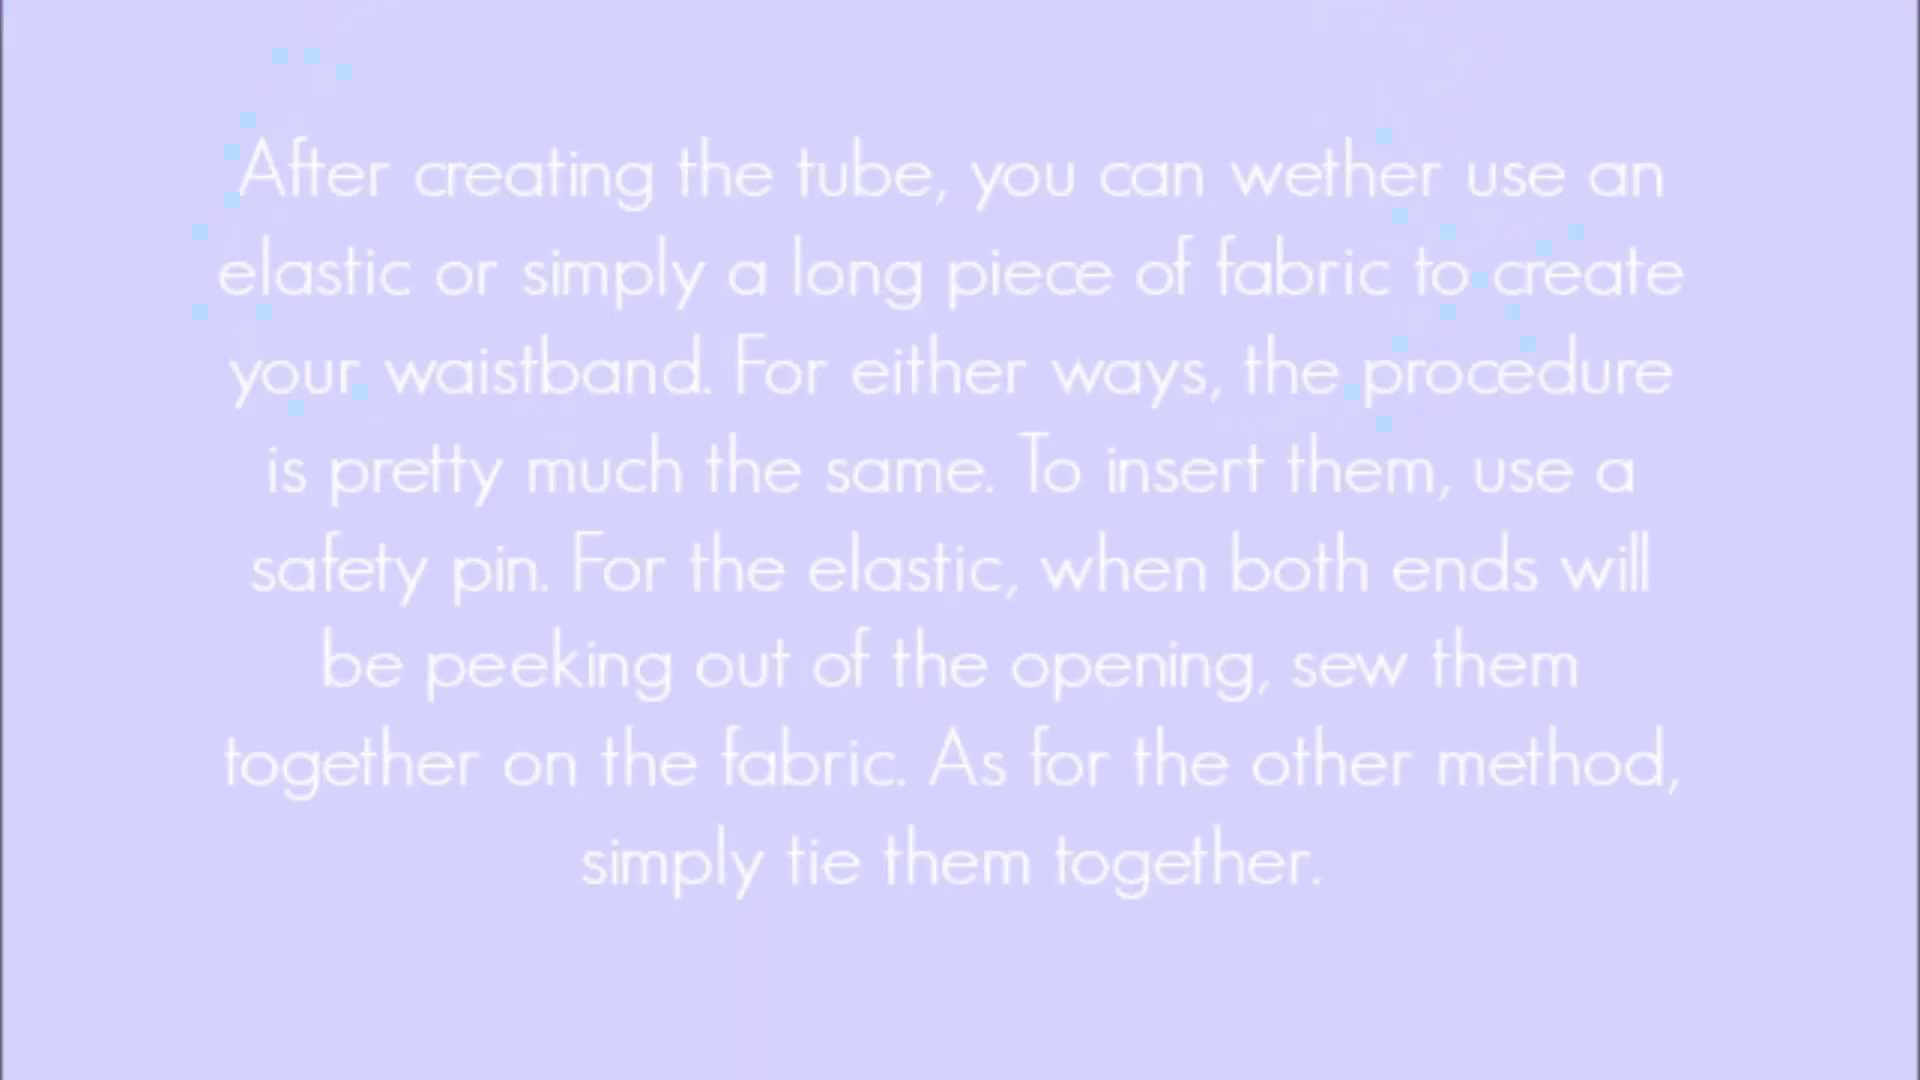 After creating the tube, you can wether use an
elastic or simply a long piece of fabric to create
your waistband. For either ways, the procedure
is pretty much the same. To insert them, use a
safety pin. For the elastic, when both ends will
be peeking out of the opening, sew them
together on the fabric. As for the other method,
simply tie them together.